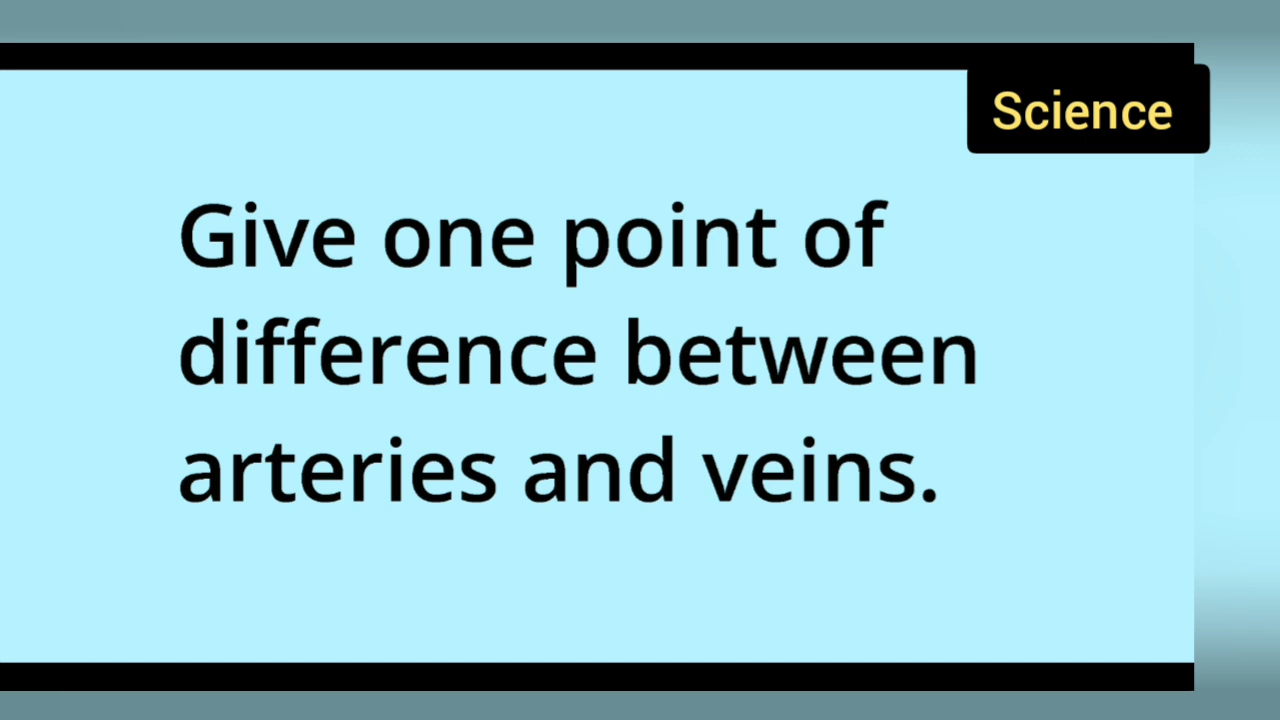 Science
Give one point of
difference between
arteries and veins.